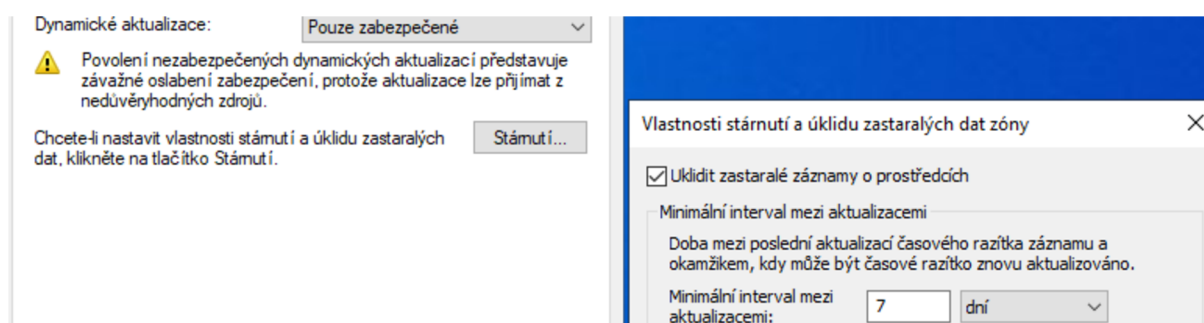 Dynamické aktualizace:
Pouze zabezpečené
Povolení nezabezpečených dynamických aktualizací představuje
závažné oslabení zabezpečení, protože aktualizace lze přijímat z
nedůvěryhodných zdrojů.
Chcete-li nastavit vlastnosti stárnutí a úklidu zastaralých
dat, klikněte na tlačítko Stárnutí.
Stárnutí...
Vlastnosti stárnutí a úklidu zastaralých dat zóny
Uklidit zastaralé záznamy o prostředcích
Minimální interval mezi aktualizacemi
Doba mezi poslední aktualizací časového razítka záznamu a
okamžikem, kdy může být časové razítko znovu aktualizováno.
Minimální interval mezi
aktualizacemi:
7
dní